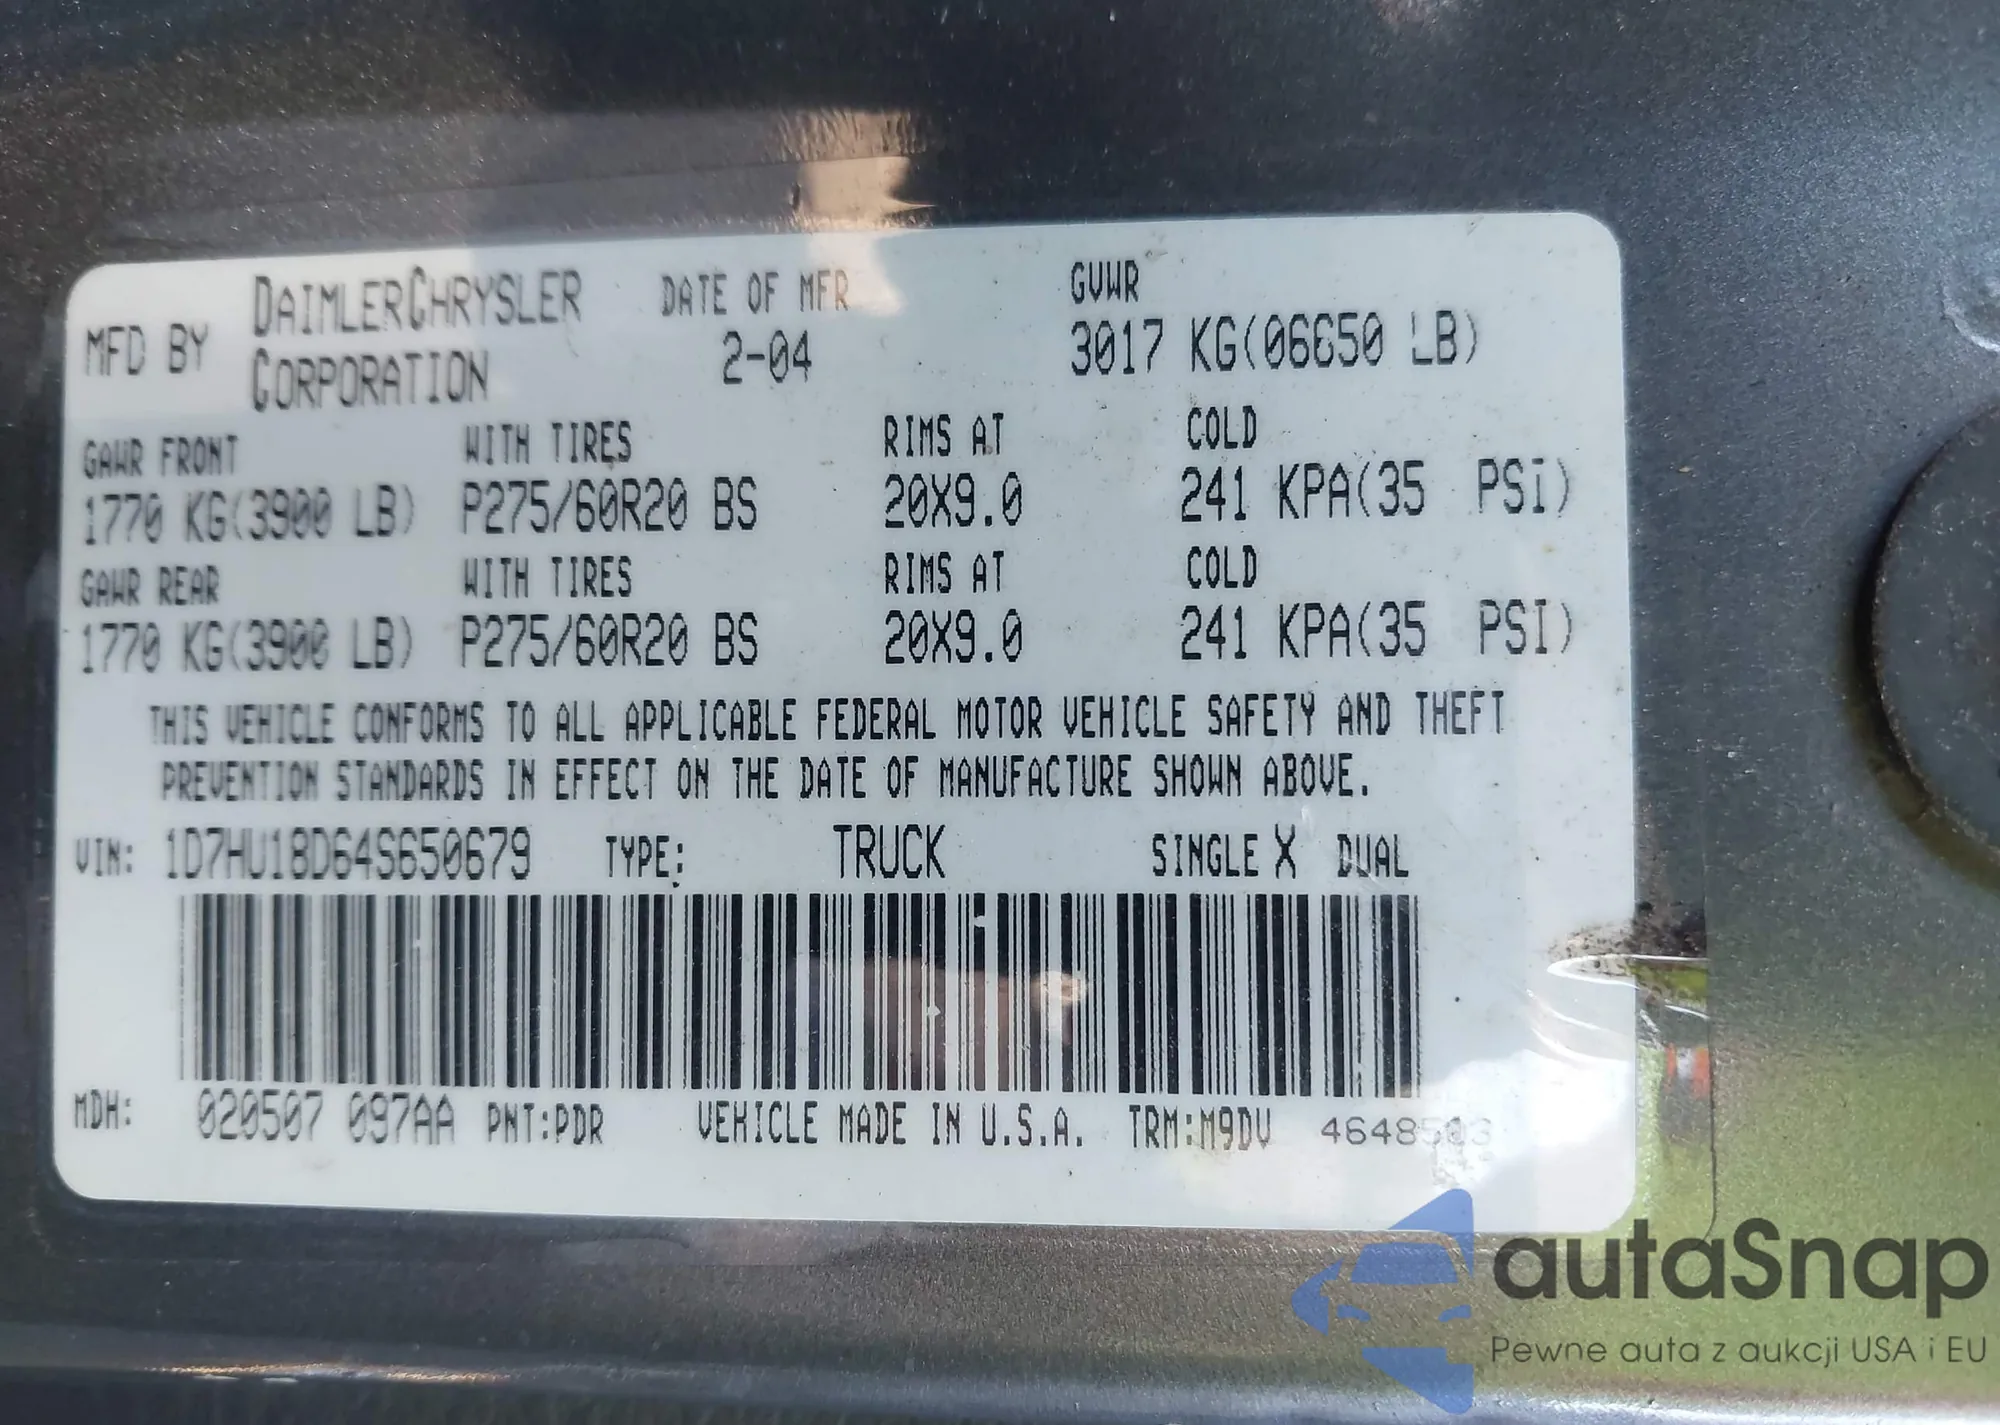 MFD BY DAIMLERCHRYSLER CORPORATION DATE OF MFR 2-04 GVWR 3017 KG(06650 LB)
GAWR FRONT WITH TIRES RIMS AT COLD
1770 KG(3900 LB) P275/60R20 BS 20X9.0 241 KPA(35 PSI)
GAWR REAR WITH TIRES RIMS AT COLD
1770 KG(3900 LB) P275/60R20 BS 20X9.0 241 KPA(35 PSI)
THIS VEHICLE CONFORMS TO ALL APPLICABLE FEDERAL MOTOR VEHICLE SAFETY AND THEFT
PREVENTION STANDARDS IN EFFECT ON THE DATE OF MANUFACTURE SHOWN ABOVE.
VIN: 1D7HU18D64S650679 TYPE: TRUCK SINGLE X DUAL
MDH: 020507 097AA PNT:PDR VEHICLE MADE IN U.S.A. TRM:M9DV
autaSnap
Pewne auta z aukcji USA i EU